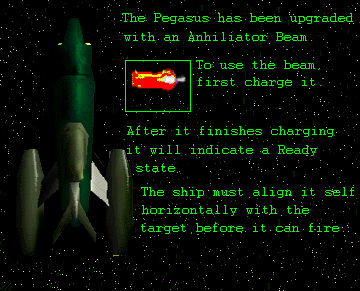 The Pegasus has been upgraded
with an Anhiliator Beam
To use the beam,
first charge it.
After it finishes charging
it will indicate a Ready
state.
The ship must align it self
horizontally with the
target before it can fire